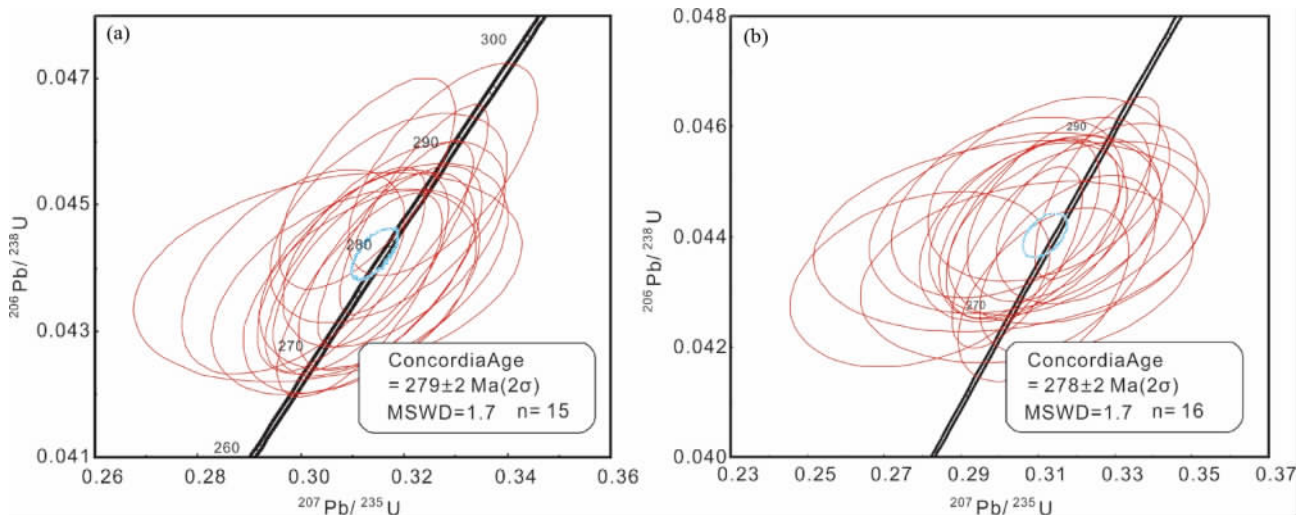 (a)
300
290
280
270
260
0.047
0.045
0.043
0.041
0.26
0.28
0.30
0.32
0.34
0.36
²⁰⁶Pb/²³⁸U
²⁰⁷Pb/²³⁵U
ConcordiaAge
= 279±2 Ma(2σ)
MSWD=1.7 n= 15
(b)
290
270
0.048
0.046
0.044
0.042
0.040
0.23
0.25
0.27
0.29
0.31
0.33
0.35
0.37
²⁰⁶Pb/²³⁸U
²⁰⁷Pb/²³⁵U
ConcordiaAge
= 278±2 Ma(2σ)
MSWD=1.7 n= 16